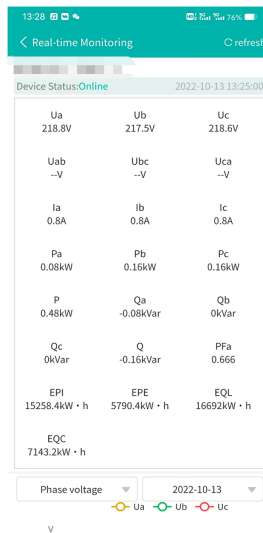 13:28 76%
Real-time Monitoring refresh
Device Status:Online 2022-10-13 13:25:00
Ua Ub Uc
218.8V 217.5V 218.6V
Uab Ubc Uca
--V --V --V
Ia Ib Ic
0.8A 0.8A 0.8A
Pa Pb Pc
0.08kW 0.16kW 0.16kW
P Qa Qb
0.48kW -0.08kVar 0kVar
Qc Q PFa
0kVar -0.16kVar 0.666
EPI EPE EQL
15258.4kW·h 5790.4kW·h 16692kW·h
EQC
7143.2kW·h
Phase voltage 2022-10-13
Ua Ub Uc
V